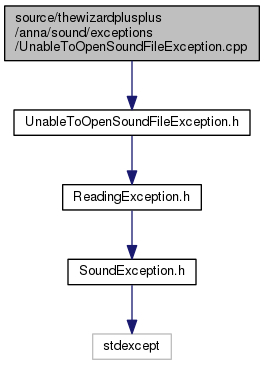 source/thewizardplusplus
/anna/sound/exceptions
/UnableToOpenSoundFileException.cpp
UnableToOpenSoundFileException.h
ReadingException.h
SoundException.h
stdexcept